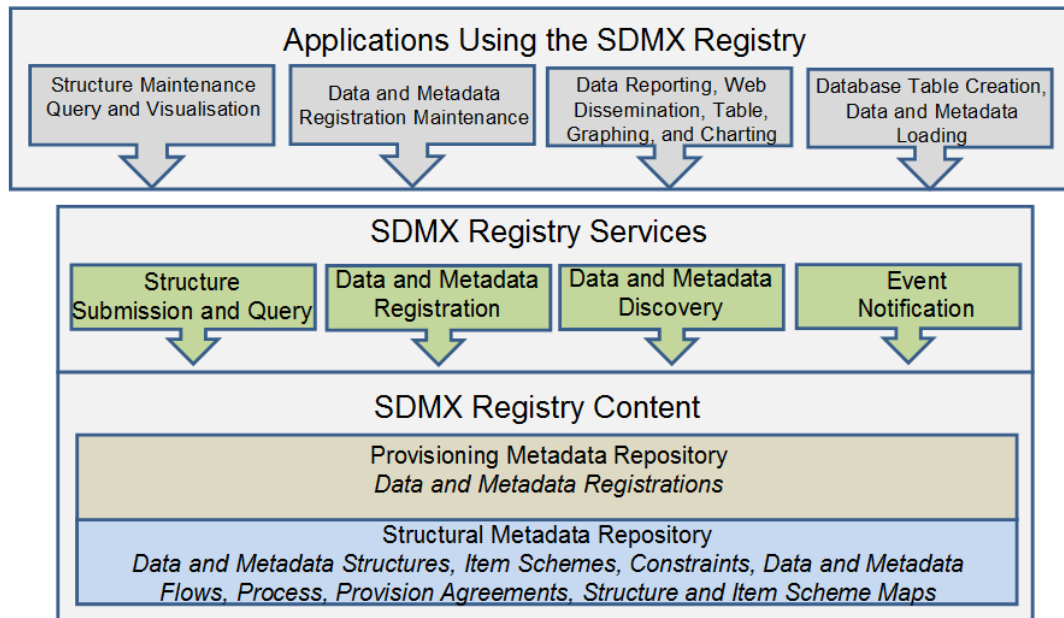 Applications Using the SDMX Registry
Structure Maintenance
Query and Visualisation
Data and Metadata
Registration Maintenance
Data Reporting, Web
Dissemination, Table,
Graphing, and Charting
Database Table Creation,
Data and Metadata
Loading
SDMX Registry Services
Structure
Submission and Query
Data and Metadata
Registration
Data and Metadata
Discovery
Event
Notification
SDMX Registry Content
Provisioning Metadata Repository
Data and Metadata Registrations
Structural Metadata Repository
Data and Metadata Structures, Item Schemes, Constraints, Data and Metadata
Flows, Process, Provision Agreements, Structure and Item Scheme Maps